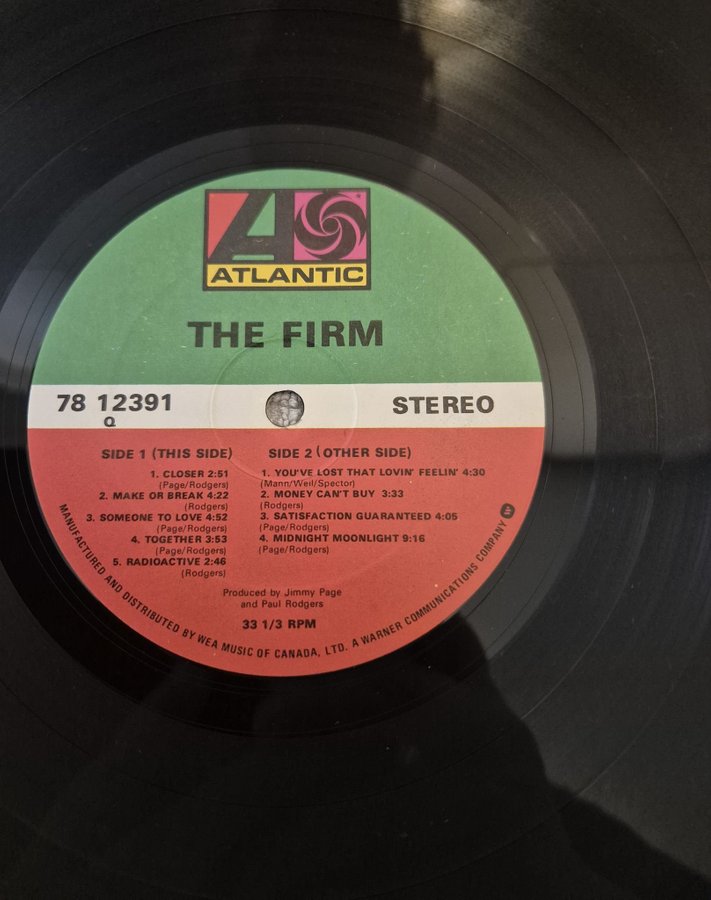 ATLANTIC
THE FIRM
78 12391
Q
STEREO
SIDE 1 (THIS SIDE)
1. CLOSER 2:51
(Page/Rodgers)
2. MAKE OR BREAK 4:22
(Rodgers)
3. SOMEONE TO LOVE 4:52
(Page/Rodgers)
4. TOGETHER 3:53
(Page/Rodgers)
5. RADIOACTIVE 2:46
(Rodgers)
SIDE 2 (OTHER SIDE)
1. YOU'VE LOST THAT LOVIN' FEELIN' 4:30
(Mann/Weil/Spector)
2. MONEY CAN'T BUY 3:33
(Rodgers)
3. SATISFACTION GUARANTEED 4:05
(Page/Rodgers)
4. MIDNIGHT MOONLIGHT 9:16
(Page/Rodgers)
Produced by Jimmy Page
and Paul Rodgers
33 1/3 RPM
MANUFACTURED AND DISTRIBUTED BY WEA MUSIC OF CANADA, LTD. A WARNER COMMUNICATIONS COMPANY